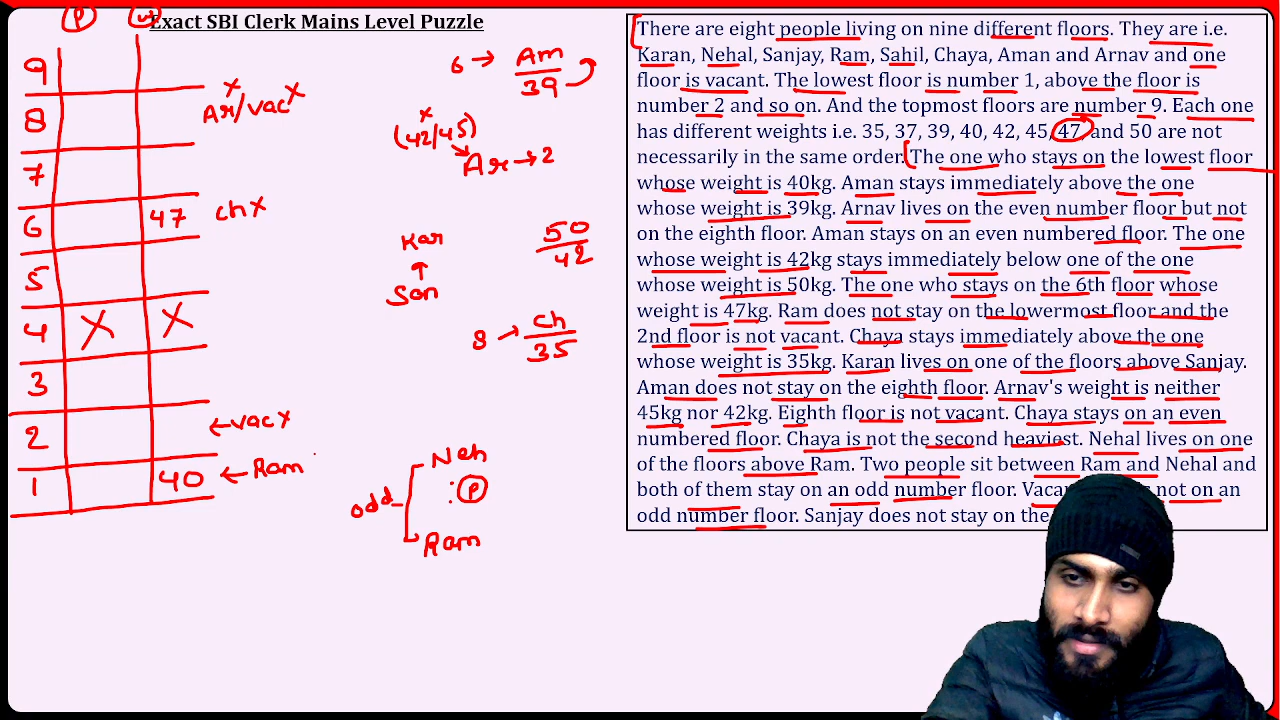 Exact SBI Clerk Mains Level Puzzle
P
9
8
7
6 47
5
4 X X
3
2
1 40
X X
Ar/vac
ch X
← vac X
← Ram
6 → Am
39
X
(42/45)
Ar → 2
Kar
↑
San
50
42
8 → Ch
35
Neh
: P
odd
Ram
There are eight people living on nine different floors. They are i.e.
Karan, Nehal, Sanjay, Ram, Sahil, Chaya, Aman and Arnav and one
floor is vacant. The lowest floor is number 1, above the floor is
number 2 and so on. And the topmost floors are number 9. Each one
has different weights i.e. 35, 37, 39, 40, 42, 45, 47 and 50 are not
necessarily in the same order. The one who stays on the lowest floor
whose weight is 40kg. Aman stays immediately above the one
whose weight is 39kg. Arnav lives on the even number floor but not
on the eighth floor. Aman stays on an even numbered floor. The one
whose weight is 42kg stays immediately below one of the one
whose weight is 50kg. The one who stays on the 6th floor whose
weight is 47kg. Ram does not stay on the lowermost floor and the
2nd floor is not vacant. Chaya stays immediately above the one
whose weight is 35kg. Karan lives on one of the floors above Sanjay.
Aman does not stay on the eighth floor. Arnav's weight is neither
45kg nor 42kg. Eighth floor is not vacant. Chaya stays on an even
numbered floor. Chaya is not the second heaviest. Nehal lives on one
of the floors above Ram. Two people sit between Ram and Nehal and
both of them stay on an odd number floor. not on an
odd number floor. Sanjay does not stay on the